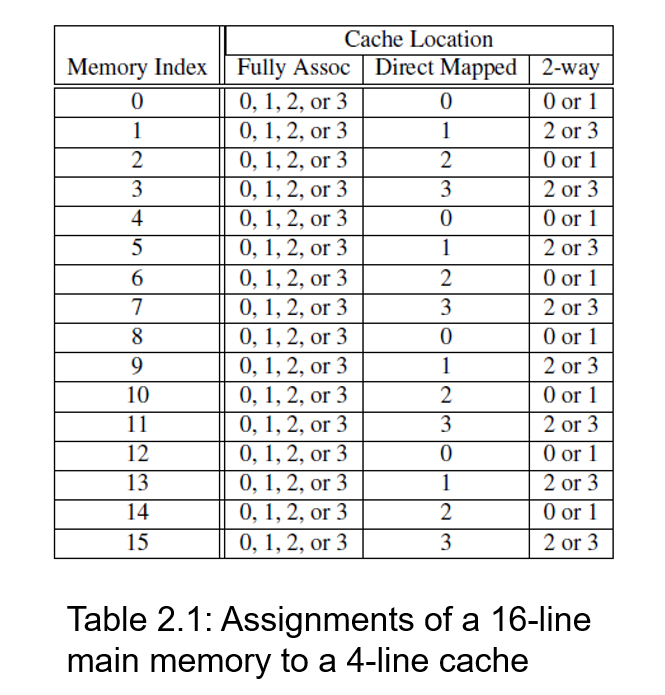 Cache Location
Memory Index Fully Assoc Direct Mapped 2-way
0 0, 1, 2, or 3 0 0 or 1
1 0, 1, 2, or 3 1 2 or 3
2 0, 1, 2, or 3 2 0 or 1
3 0, 1, 2, or 3 3 2 or 3
4 0, 1, 2, or 3 0 0 or 1
5 0, 1, 2, or 3 1 2 or 3
6 0, 1, 2, or 3 2 0 or 1
7 0, 1, 2, or 3 3 2 or 3
8 0, 1, 2, or 3 0 0 or 1
9 0, 1, 2, or 3 1 2 or 3
10 0, 1, 2, or 3 2 0 or 1
11 0, 1, 2, or 3 3 2 or 3
12 0, 1, 2, or 3 0 0 or 1
13 0, 1, 2, or 3 1 2 or 3
14 0, 1, 2, or 3 2 0 or 1
15 0, 1, 2, or 3 3 2 or 3
Table 2.1: Assignments of a 16-line
main memory to a 4-line cache